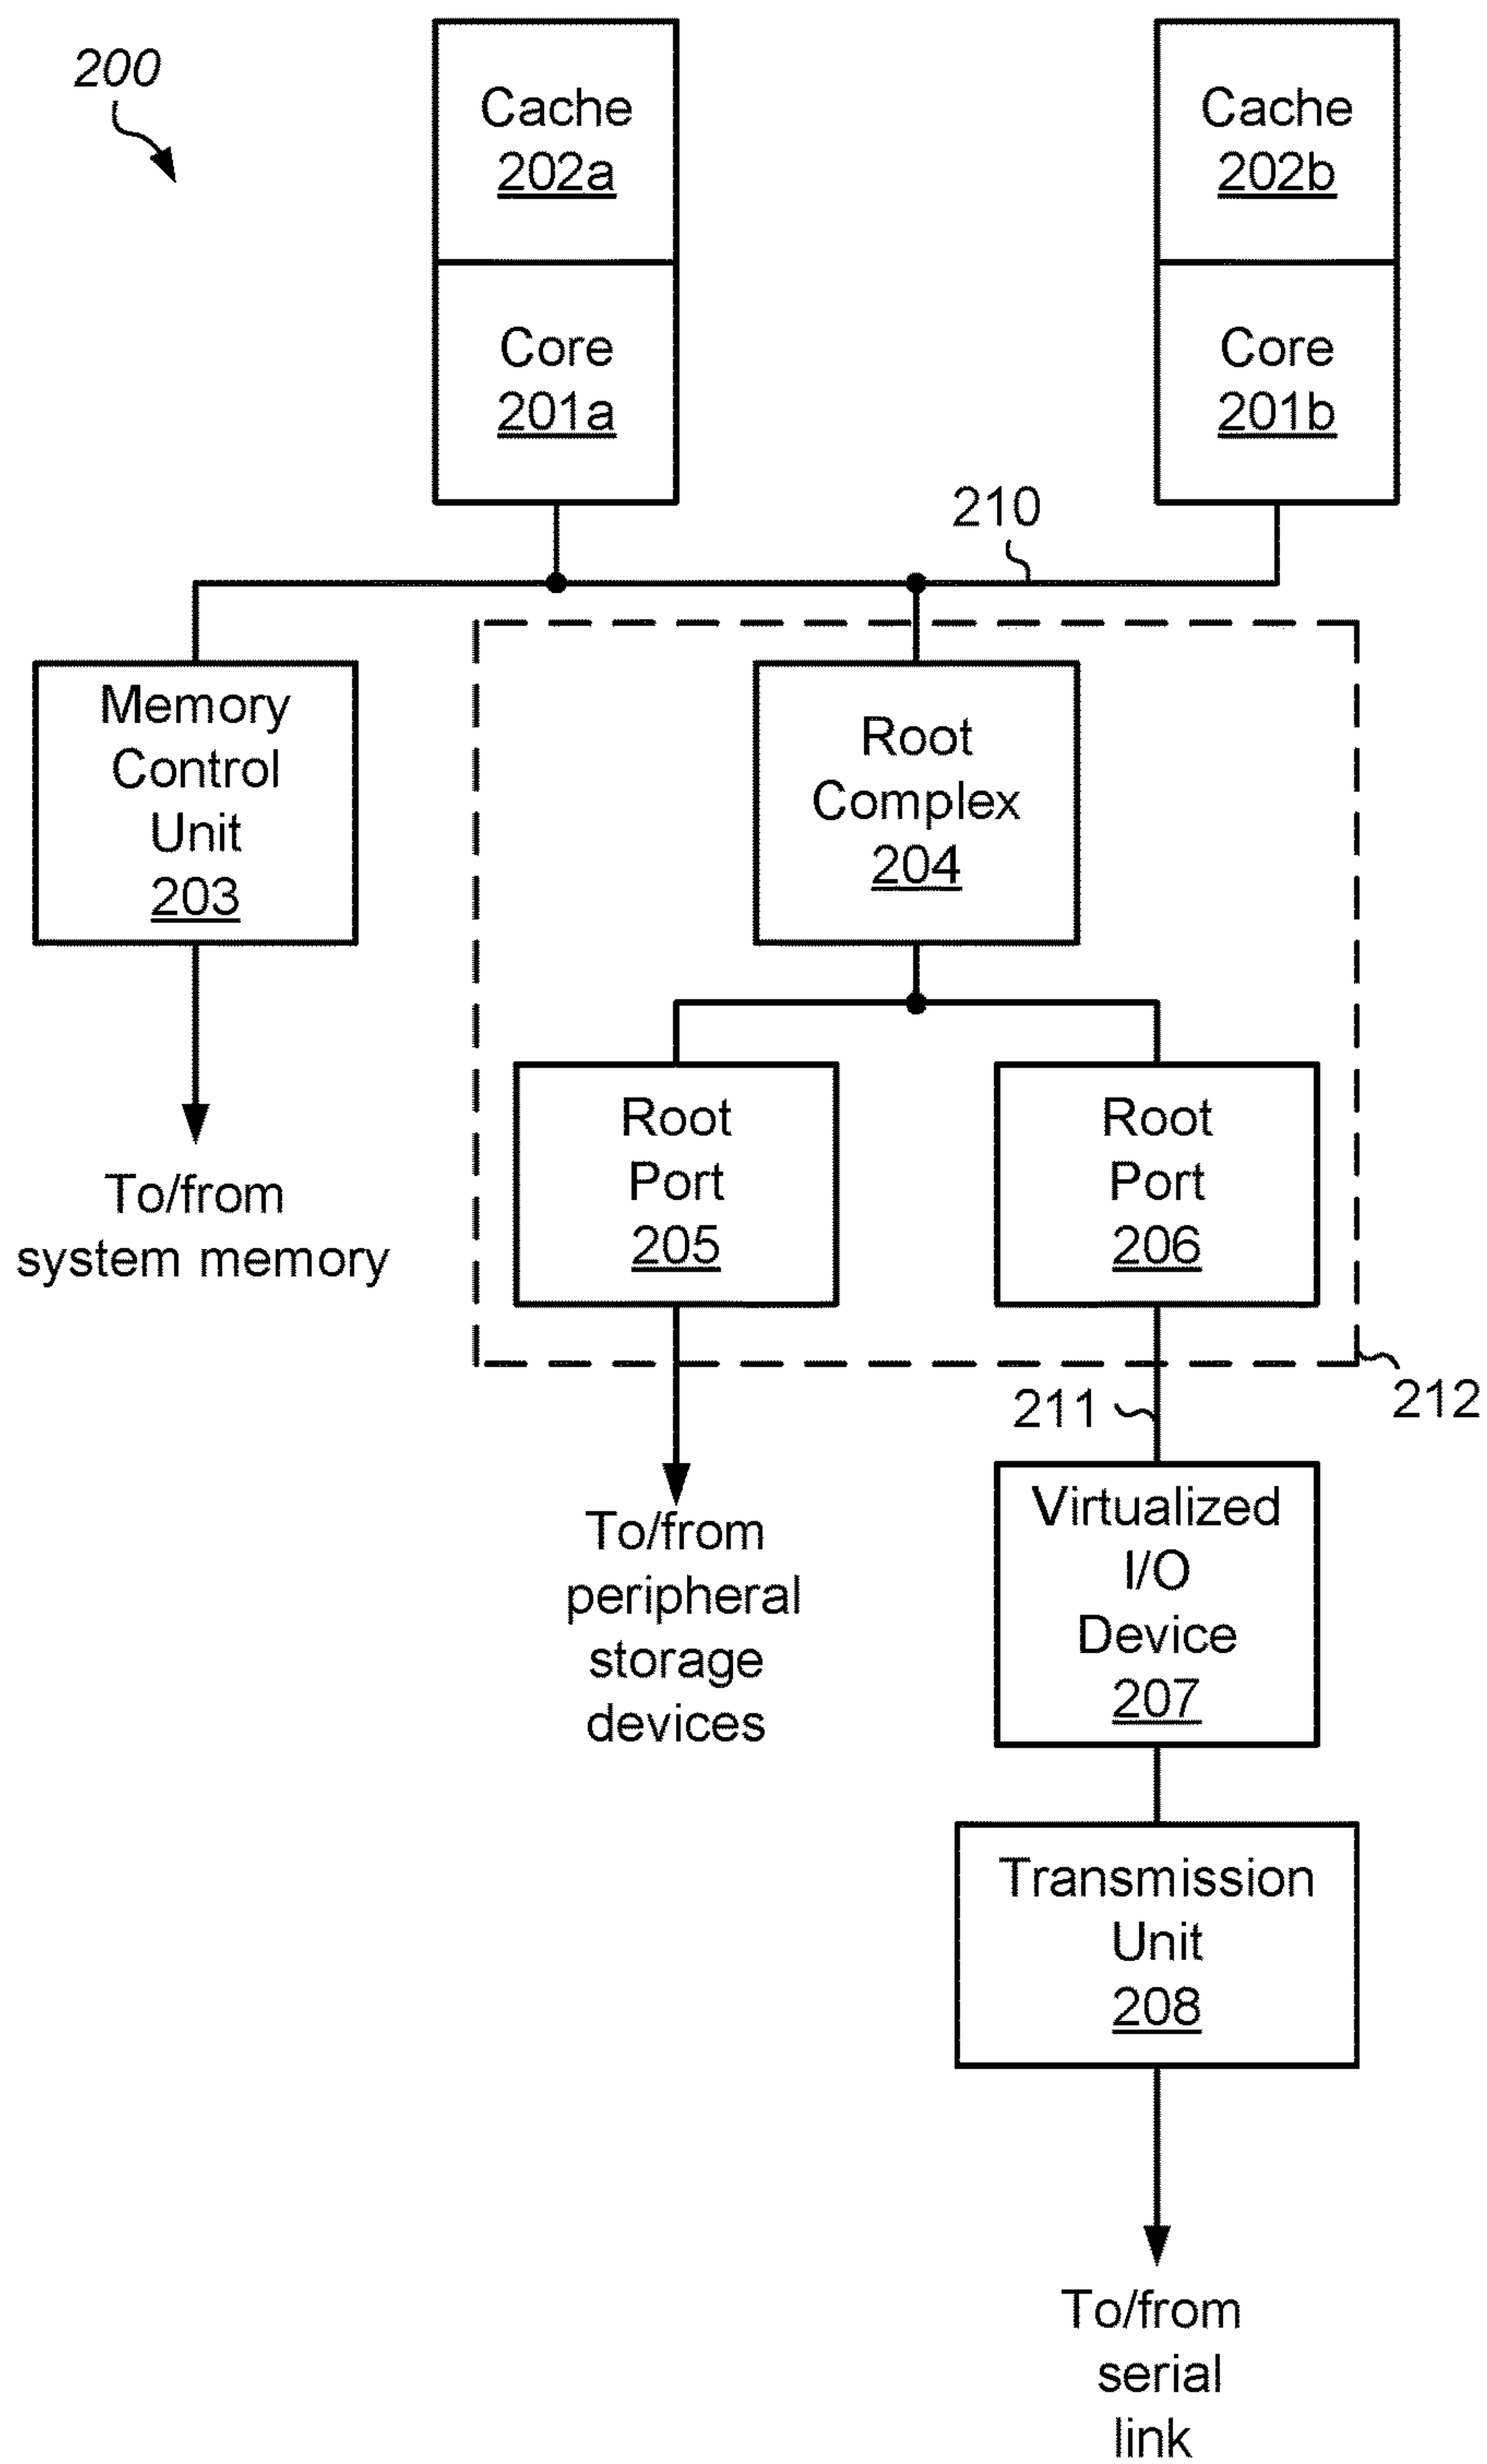 200
Cache
202a
Cache
202b
Core
201a
Core
201b
210
Memory
Control
Unit
203
Root
Complex
204
Root
Port
205
Root
Port
206
To/from
system memory
211
212
To/from
peripheral
storage
devices
Virtualized
I/O
Device
207
Transmission
Unit
208
To/from
serial
link